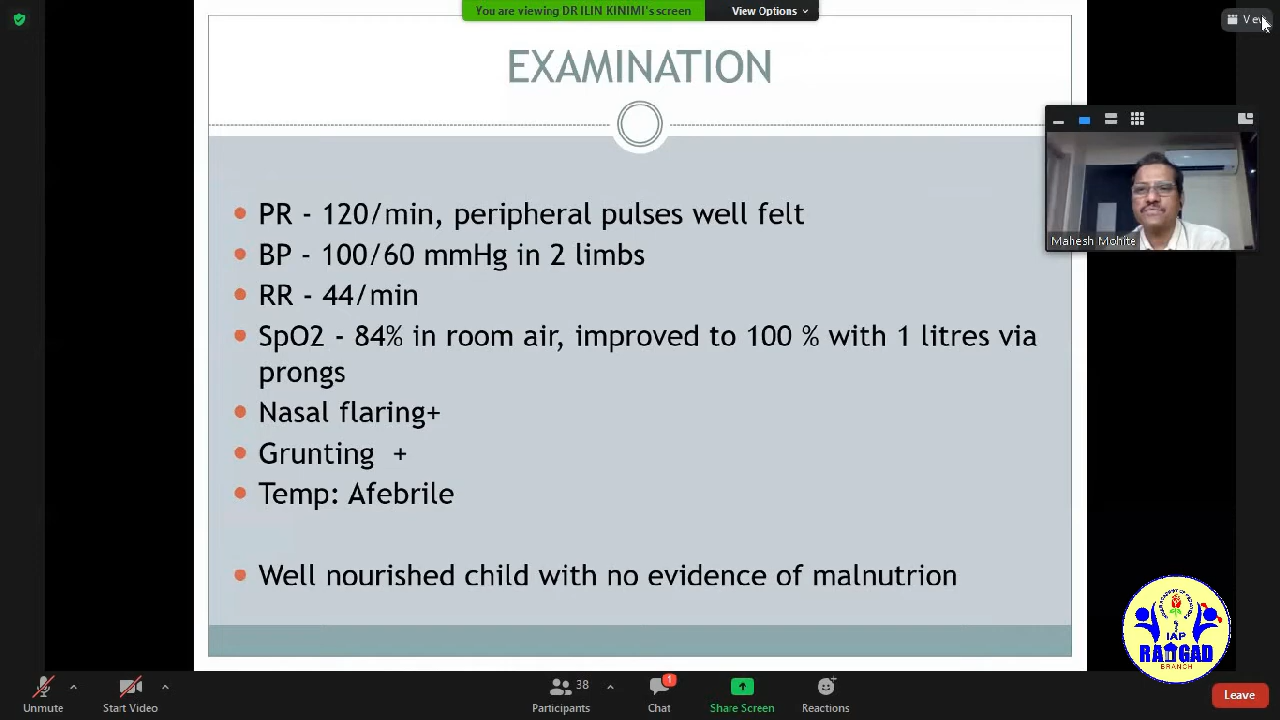 You are viewing DR ILIN KINIMI's screen
View Options
EXAMINATION
Mahesh Mohite
PR - 120/min, peripheral pulses well felt
BP - 100/60 mmHg in 2 limbs
RR - 44/min
SpO2 - 84% in room air, improved to 100 % with 1 litres via
prongs
Nasal flaring+
Grunting +
Temp: Afebrile
Well nourished child with no evidence of malnutrion
IAP
BRANCH
Unmute
Start Video
38
Participants
1
Chat
Share Screen
Reactions
Leave